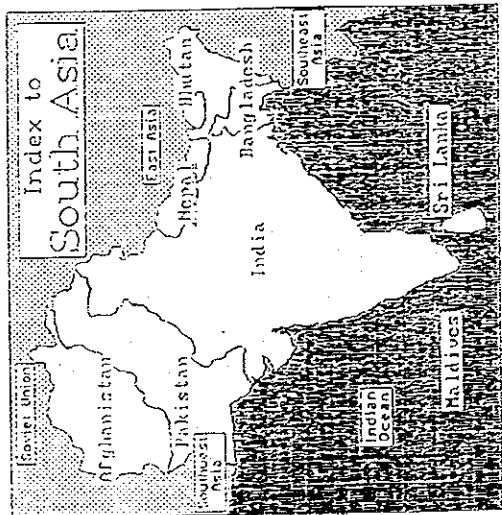 Index to
South Asia
Soviet Union
Afghanistan
Pakistan
Southeast
Asia
East Asia
Nepal
Bhutan
Bangladesh
Southeast
Asia
India
Indian
Ocean
Maldives
Sri Lanka